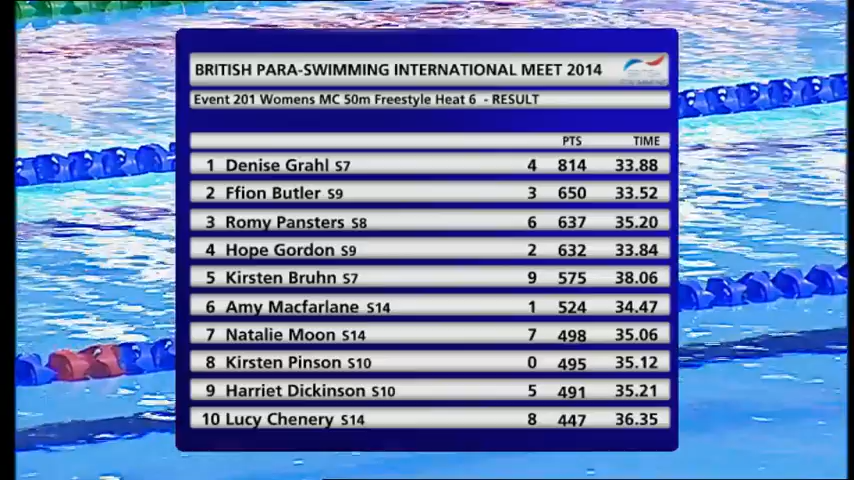 BRITISH PARA-SWIMMING INTERNATIONAL MEET 2014
Event 201 Womens MC 50m Freestyle Heat 6 - RESULT
PTS TIME
1 Denise Grahl S7 4 814 33.88
2 Ffion Butler S9 3 650 33.52
3 Romy Pansters S8 6 637 35.20
4 Hope Gordon S9 2 632 33.84
5 Kirsten Bruhn S7 9 575 38.06
6 Amy Macfarlane S14 1 524 34.47
7 Natalie Moon S14 7 498 35.06
8 Kirsten Pinson S10 0 495 35.12
9 Harriet Dickinson S10 5 491 35.21
10 Lucy Chenery S14 8 447 36.35